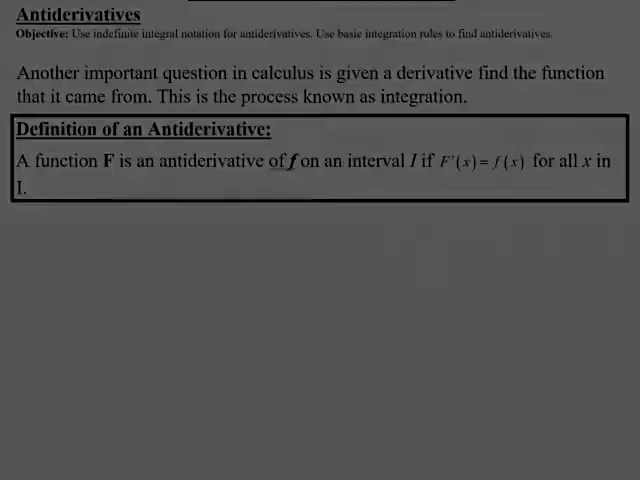 Antiderivatives
Objective: Use indefinite integral notation for antiderivatives. Use basic integration rules to find antiderivatives.
Another important question in calculus is given a derivative find the function
that it came from. This is the process known as integration.
Definition of an Antiderivative:
A function F is an antiderivative of f on an interval I if F'(x) = f(x) for all x in
I.